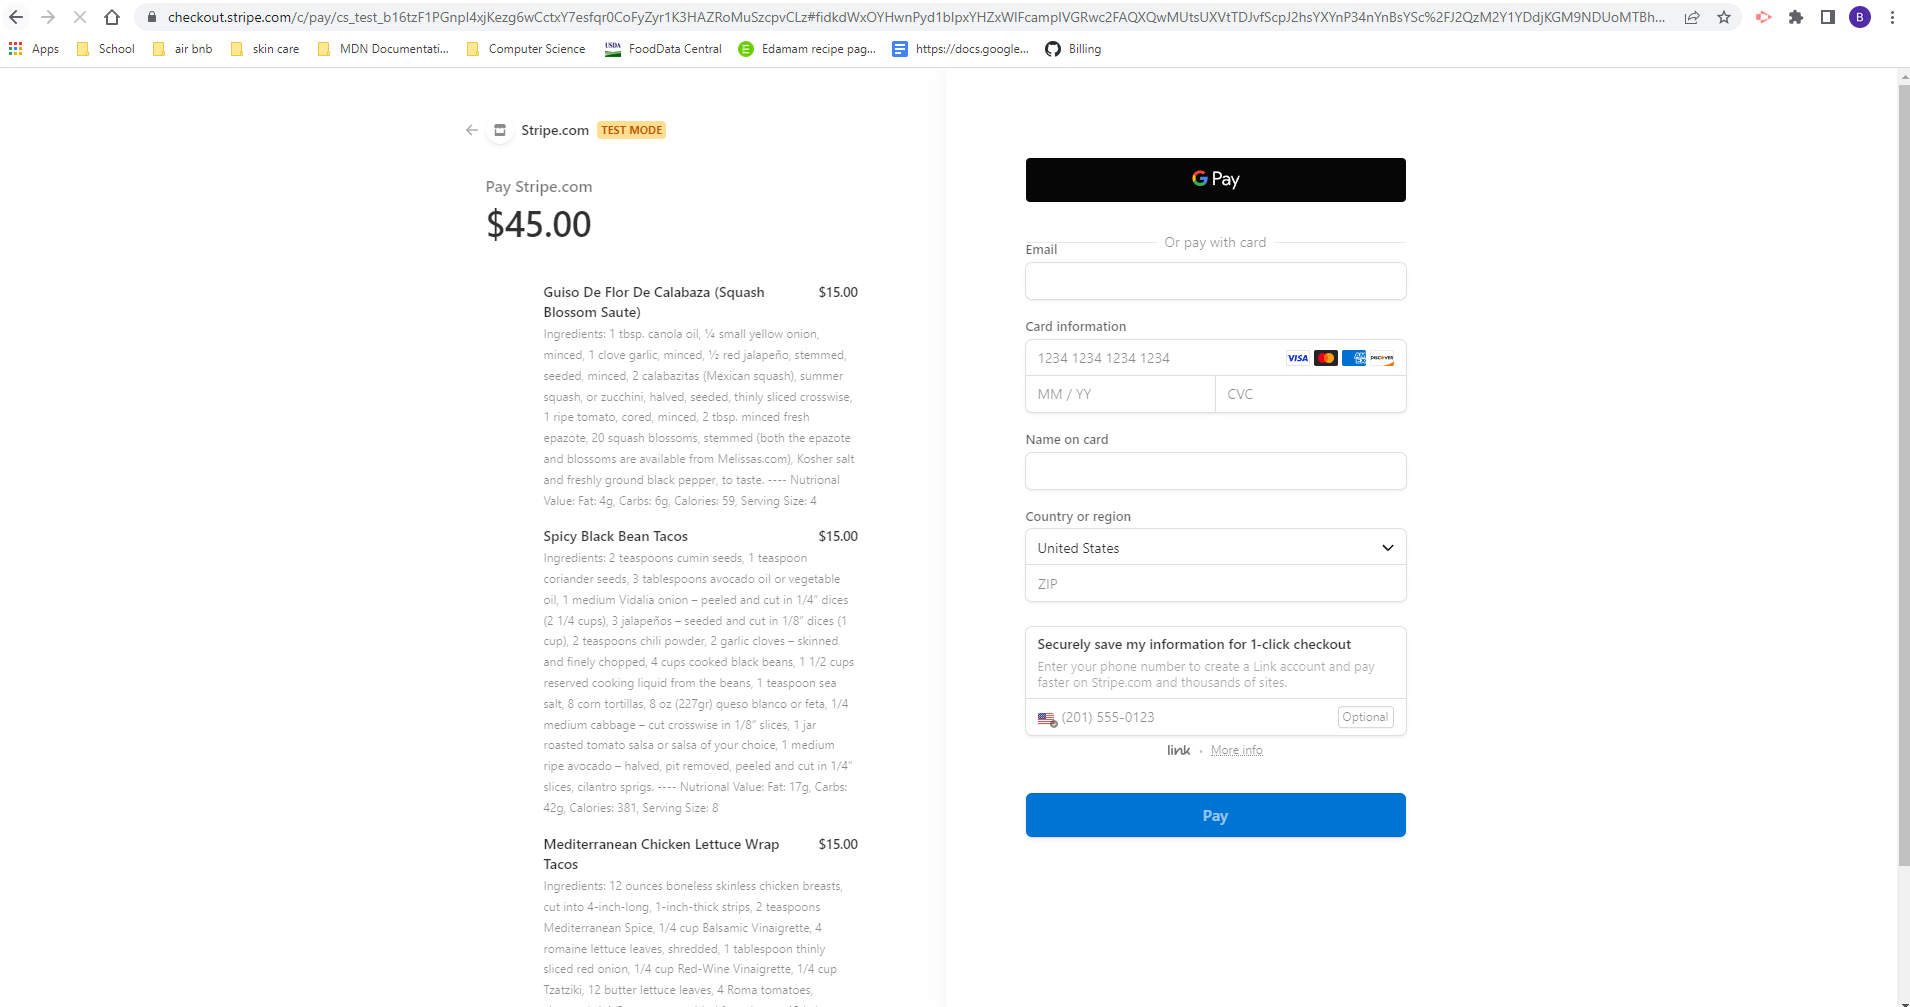 checkout.stripe.com/c/pay/cs_test_b16tzF1PGnpl4xjKezg6wCctxY7esfqr0CoFyZyr1K3HAZRoMuSzcpvCLz#fidkdWxOYHwnPyd1blpxYHZxWlFcamplVGRwc2FAQXQwMUtsUXVtTDJvfScpJ2hsYXYnP34nYnBsYSc%2FJ2QzM2Y1YDdjKGM9NDUoMTBh...
B
Apps
School
air bnb
skin care
MDN Documentati...
Computer Science
USDA
FoodData Central
E
Edamam recipe pag...
https://docs.google...
Billing
Stripe.com
TEST MODE
Pay Stripe.com
$45.00
Guiso De Flor De Calabaza (Squash
$15.00
Blossom Saute)
Ingredients: 1 tbsp. canola oil, ¼ small yellow onion,
minced, 1 clove garlic, minced, ½ red jalapeño, stemmed,
seeded, minced, 2 calabazitas (Mexican squash), summer
squash, or zucchini, halved, seeded, thinly sliced crosswise,
1 ripe tomato, cored, minced, 2 tbsp. minced fresh
epazote, 20 squash blossoms, stemmed (both the epazote
and blossoms are available from Melissas.com), Kosher salt
and freshly ground black pepper, to taste. ---- Nutrional
Value: Fat: 4g, Carbs: 6g, Calories: 59, Serving Size: 4
Spicy Black Bean Tacos
$15.00
Ingredients: 2 teaspoons cumin seeds, 1 teaspoon
coriander seeds, 3 tablespoons avocado oil or vegetable
oil, 1 medium Vidalia onion – peeled and cut in 1/4” dices
(2 1/4 cups), 3 jalapeños – seeded and cut in 1/8” dices (1
cup), 2 teaspoons chili powder, 2 garlic cloves – skinned
and finely chopped, 4 cups cooked black beans, 1 1/2 cups
reserved cooking liquid from the beans, 1 teaspoon sea
salt, 8 corn tortillas, 8 oz (227gr) queso blanco or feta, 1/4
medium cabbage – cut crosswise in 1/8” slices, 1 jar
roasted tomato salsa or salsa of your choice, 1 medium
ripe avocado – halved, pit removed, peeled and cut in 1/4”
slices, cilantro sprigs. ---- Nutrional Value: Fat: 17g, Carbs:
42g, Calories: 381, Serving Size: 8
Mediterranean Chicken Lettuce Wrap
$15.00
Tacos
Ingredients: 12 ounces boneless skinless chicken breasts,
cut into 4-inch-long, 1-inch-thick strips, 2 teaspoons
Mediterranean Spice, 1/4 cup Balsamic Vinaigrette, 4
romaine lettuce leaves, shredded, 1 tablespoon thinly
sliced red onion, 1/4 cup Red-Wine Vinaigrette, 1/4 cup
Tzatziki, 12 butter lettuce leaves, 4 Roma tomatoes,
G Pay
Or pay with card
Email
Card information
1234 1234 1234 1234
VISA
AMEX
DISCOVER
MM / YY
CVC
Name on card
Country or region
United States
ZIP
Securely save my information for 1-click checkout
Enter your phone number to create a Link account and pay
faster on Stripe.com and thousands of sites.
(201) 555-0123
Optional
link
More info
Pay